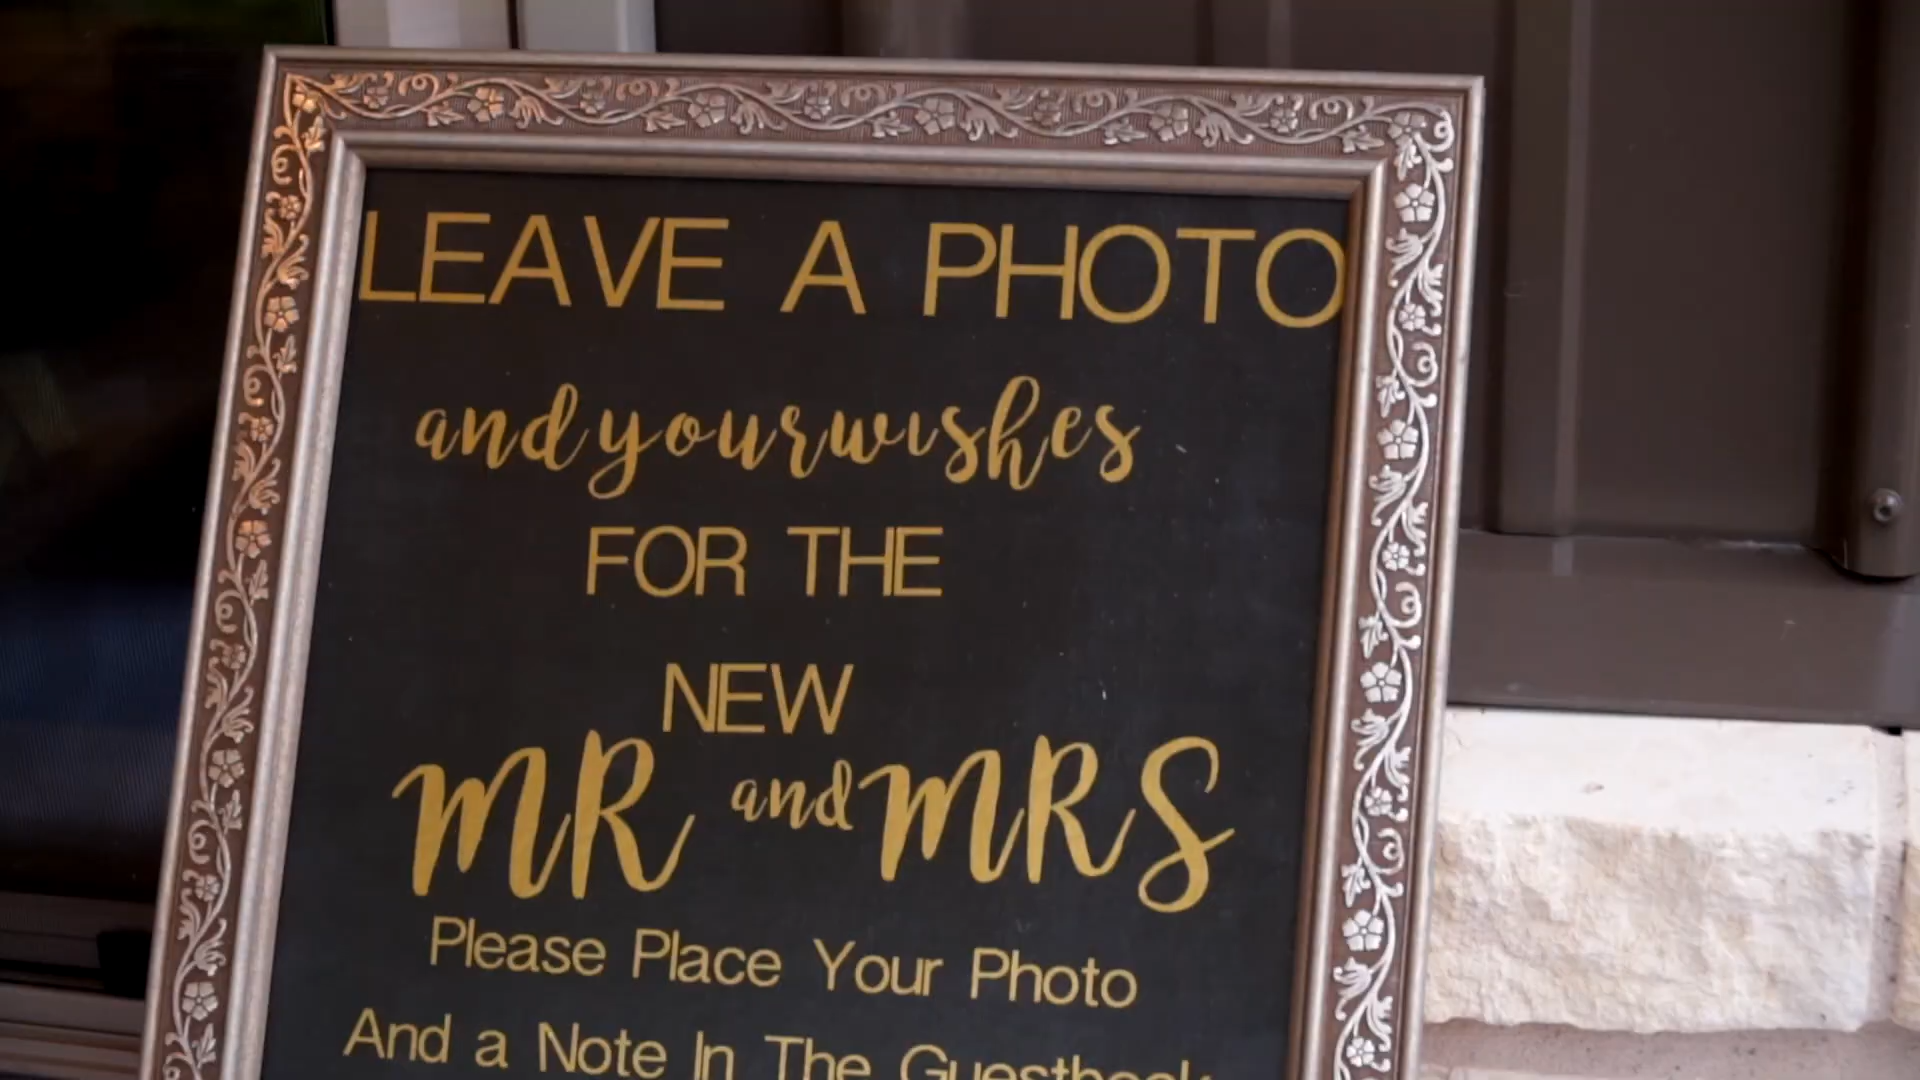 LEAVE A PHOTO
and your wishes
FOR THE
NEW
MR and MRS
Please Place Your Photo
And a Note In The Guestbook